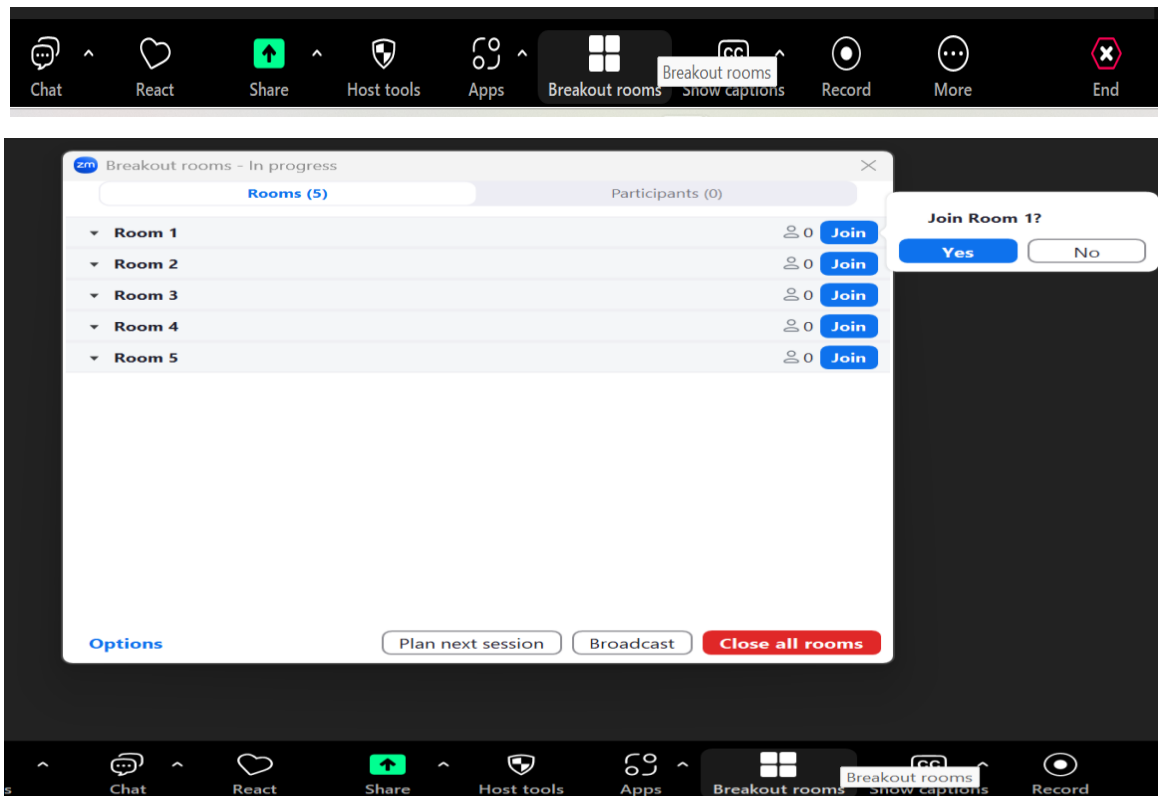 Breakout rooms
Chat React Share Host tools Apps Breakout rooms Show captions Record More End
zm Breakout rooms - In progress
Rooms (5) Participants (0)
Join Room 1?
Yes No
Room 1 0 Join
Room 2 0 Join
Room 3 0 Join
Room 4 0 Join
Room 5 0 Join
Options Plan next session Broadcast Close all rooms
Breakout rooms
s Chat React Share Host tools Apps Breakout rooms Show captions Record